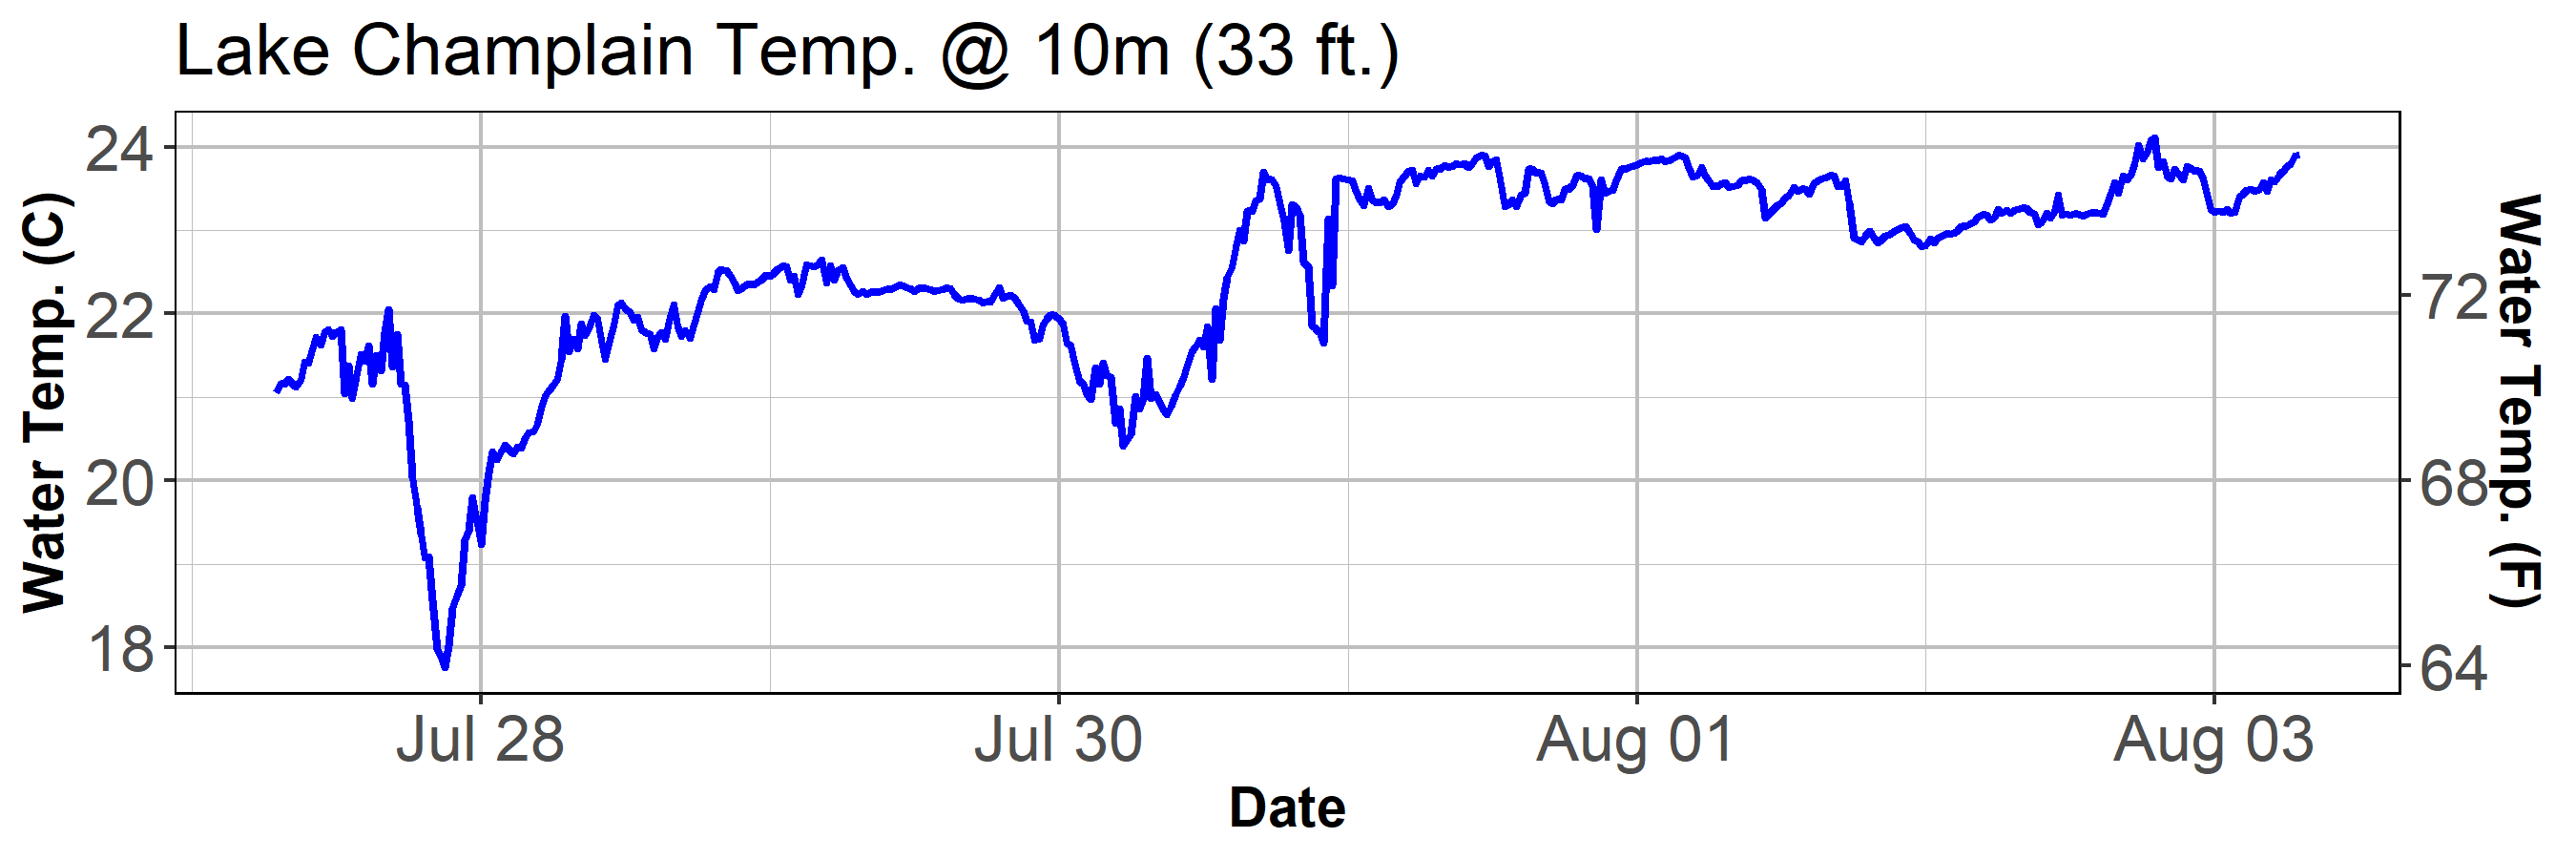 Lake Champlain Temp. @ 10m (33 ft.)
Water Temp. (C)
24
22
20
18
72
68
64
Water Temp. (F)
Jul 28
Jul 30
Aug 01
Aug 03
Date